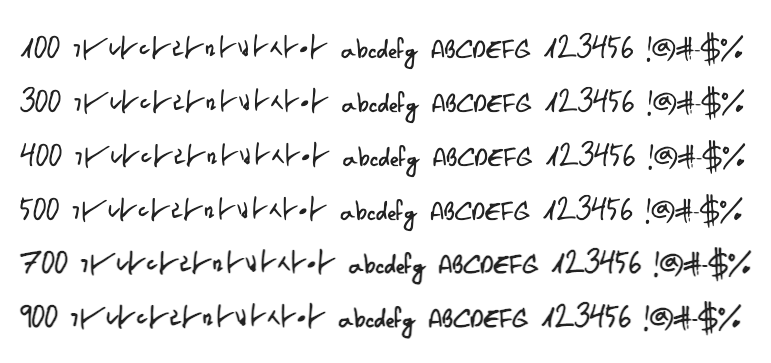 100 가나다라마바사아 abcdefg ABCDEFG 123456 !@#$%
300 가나다라마바사아 abcdefg ABCDEFG 123456 !@#$%
400 가나다라마바사아 abcdefg ABCDEFG 123456 !@#$%
500 가나다라마바사아 abcdefg ABCDEFG 123456 !@#$%
700 가나다라마바사아 abcdefg ABCDEFG 123456 !@#$%
900 가나다라마바사아 abcdefg ABCDEFG 123456 !@#$%